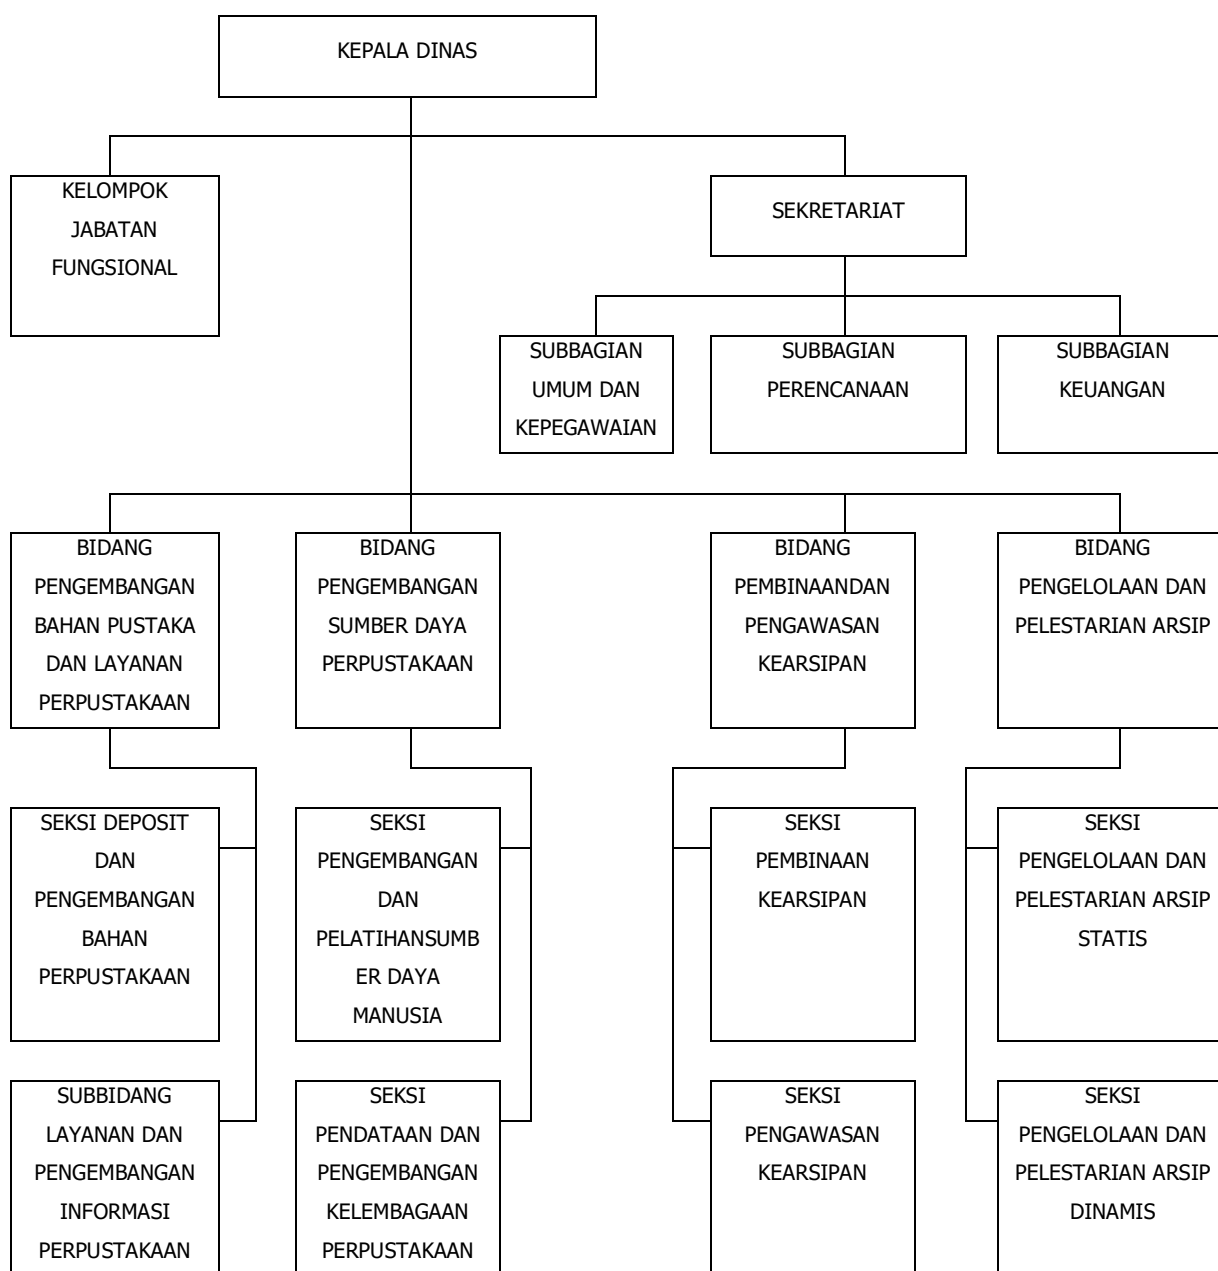 KEPALA DINAS
KELOMPOK
JABATAN
FUNGSIONAL
SEKRETARIAT
SUBBAGIAN
UMUM DAN
KEPEGAWAIAN
SUBBAGIAN
PERENCANAAN
SUBBAGIAN
KEUANGAN
BIDANG
PENGEMBANGAN
BAHAN PUSTAKA
DAN LAYANAN
PERPUSTAKAAN
BIDANG
PENGEMBANGAN
SUMBER DAYA
PERPUSTAKAAN
BIDANG
PEMBINAANDAN
PENGAWASAN
KEARSIPAN
BIDANG
PENGELOLAAN DAN
PELESTARIAN ARSIP
SEKSI DEPOSIT
DAN
PENGEMBANGAN
BAHAN
PERPUSTAKAAN
SEKSI
PENGEMBANGAN
DAN
PELATIHANSUMB
ER DAYA
MANUSIA
SEKSI
PEMBINAAN
KEARSIPAN
SEKSI
PENGELOLAAN DAN
PELESTARIAN ARSIP
STATIS
SUBBIDANG
LAYANAN DAN
PENGEMBANGAN
INFORMASI
PERPUSTAKAAN
SEKSI
PENDATAAN DAN
PENGEMBANGAN
KELEMBAGAAN
PERPUSTAKAAN
SEKSI
PENGAWASAN
KEARSIPAN
SEKSI
PENGELOLAAN DAN
PELESTARIAN ARSIP
DINAMIS